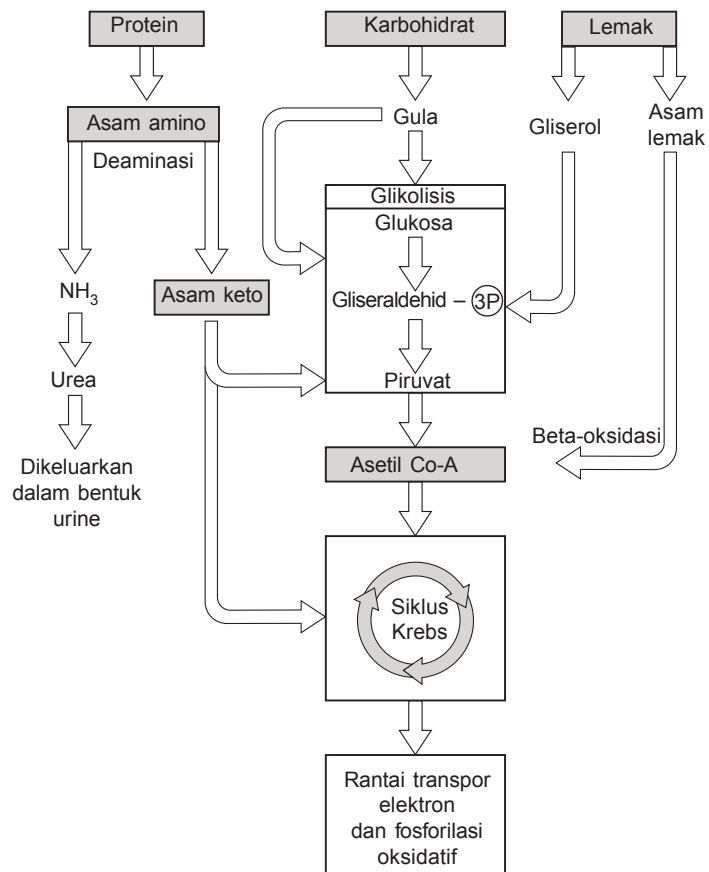 Protein
Karbohidrat
Lemak
Asam amino
Deaminasi
Gula
Gliserol
Asam
lemak
Glikolisis
Glukosa
Gliseraldehid – 3P
Piruvat
NH₃
Asam keto
Urea
Dikeluarkan
dalam bentuk
urine
Asetil Co-A
Beta-oksidasi
Siklus
Krebs
Rantai transpor
elektron
dan fosforilasi
oksidatif